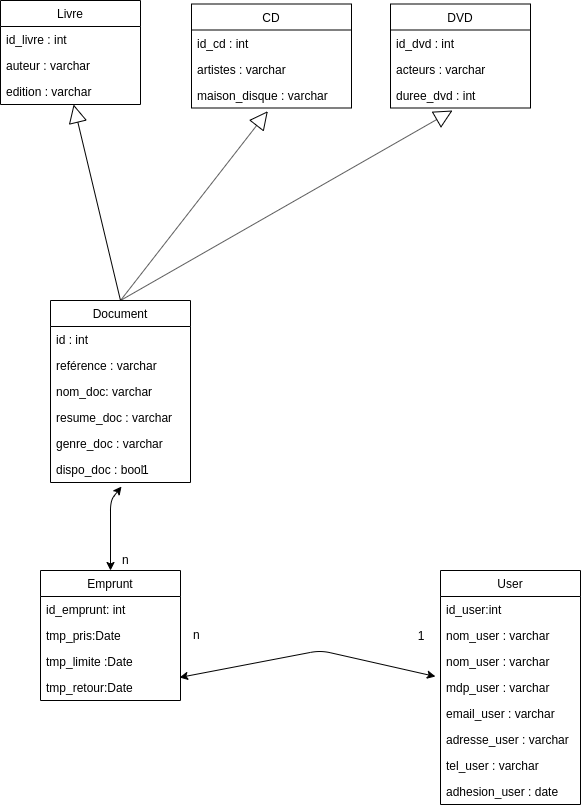 Livre
id_livre : int
auteur : varchar
edition : varchar
CD
id_cd : int
artistes : varchar
maison_disque : varchar
DVD
id_dvd : int
acteurs : varchar
duree_dvd : int
Document
id : int
reférence : varchar
nom_doc: varchar
resume_doc : varchar
genre_doc : varchar
dispo_doc : bool
1
n
Emprunt
id_emprunt: int
tmp_pris:Date
tmp_limite :Date
tmp_retour:Date
n
1
User
id_user:int
nom_user : varchar
nom_user : varchar
mdp_user : varchar
email_user : varchar
adresse_user : varchar
tel_user : varchar
adhesion_user : date